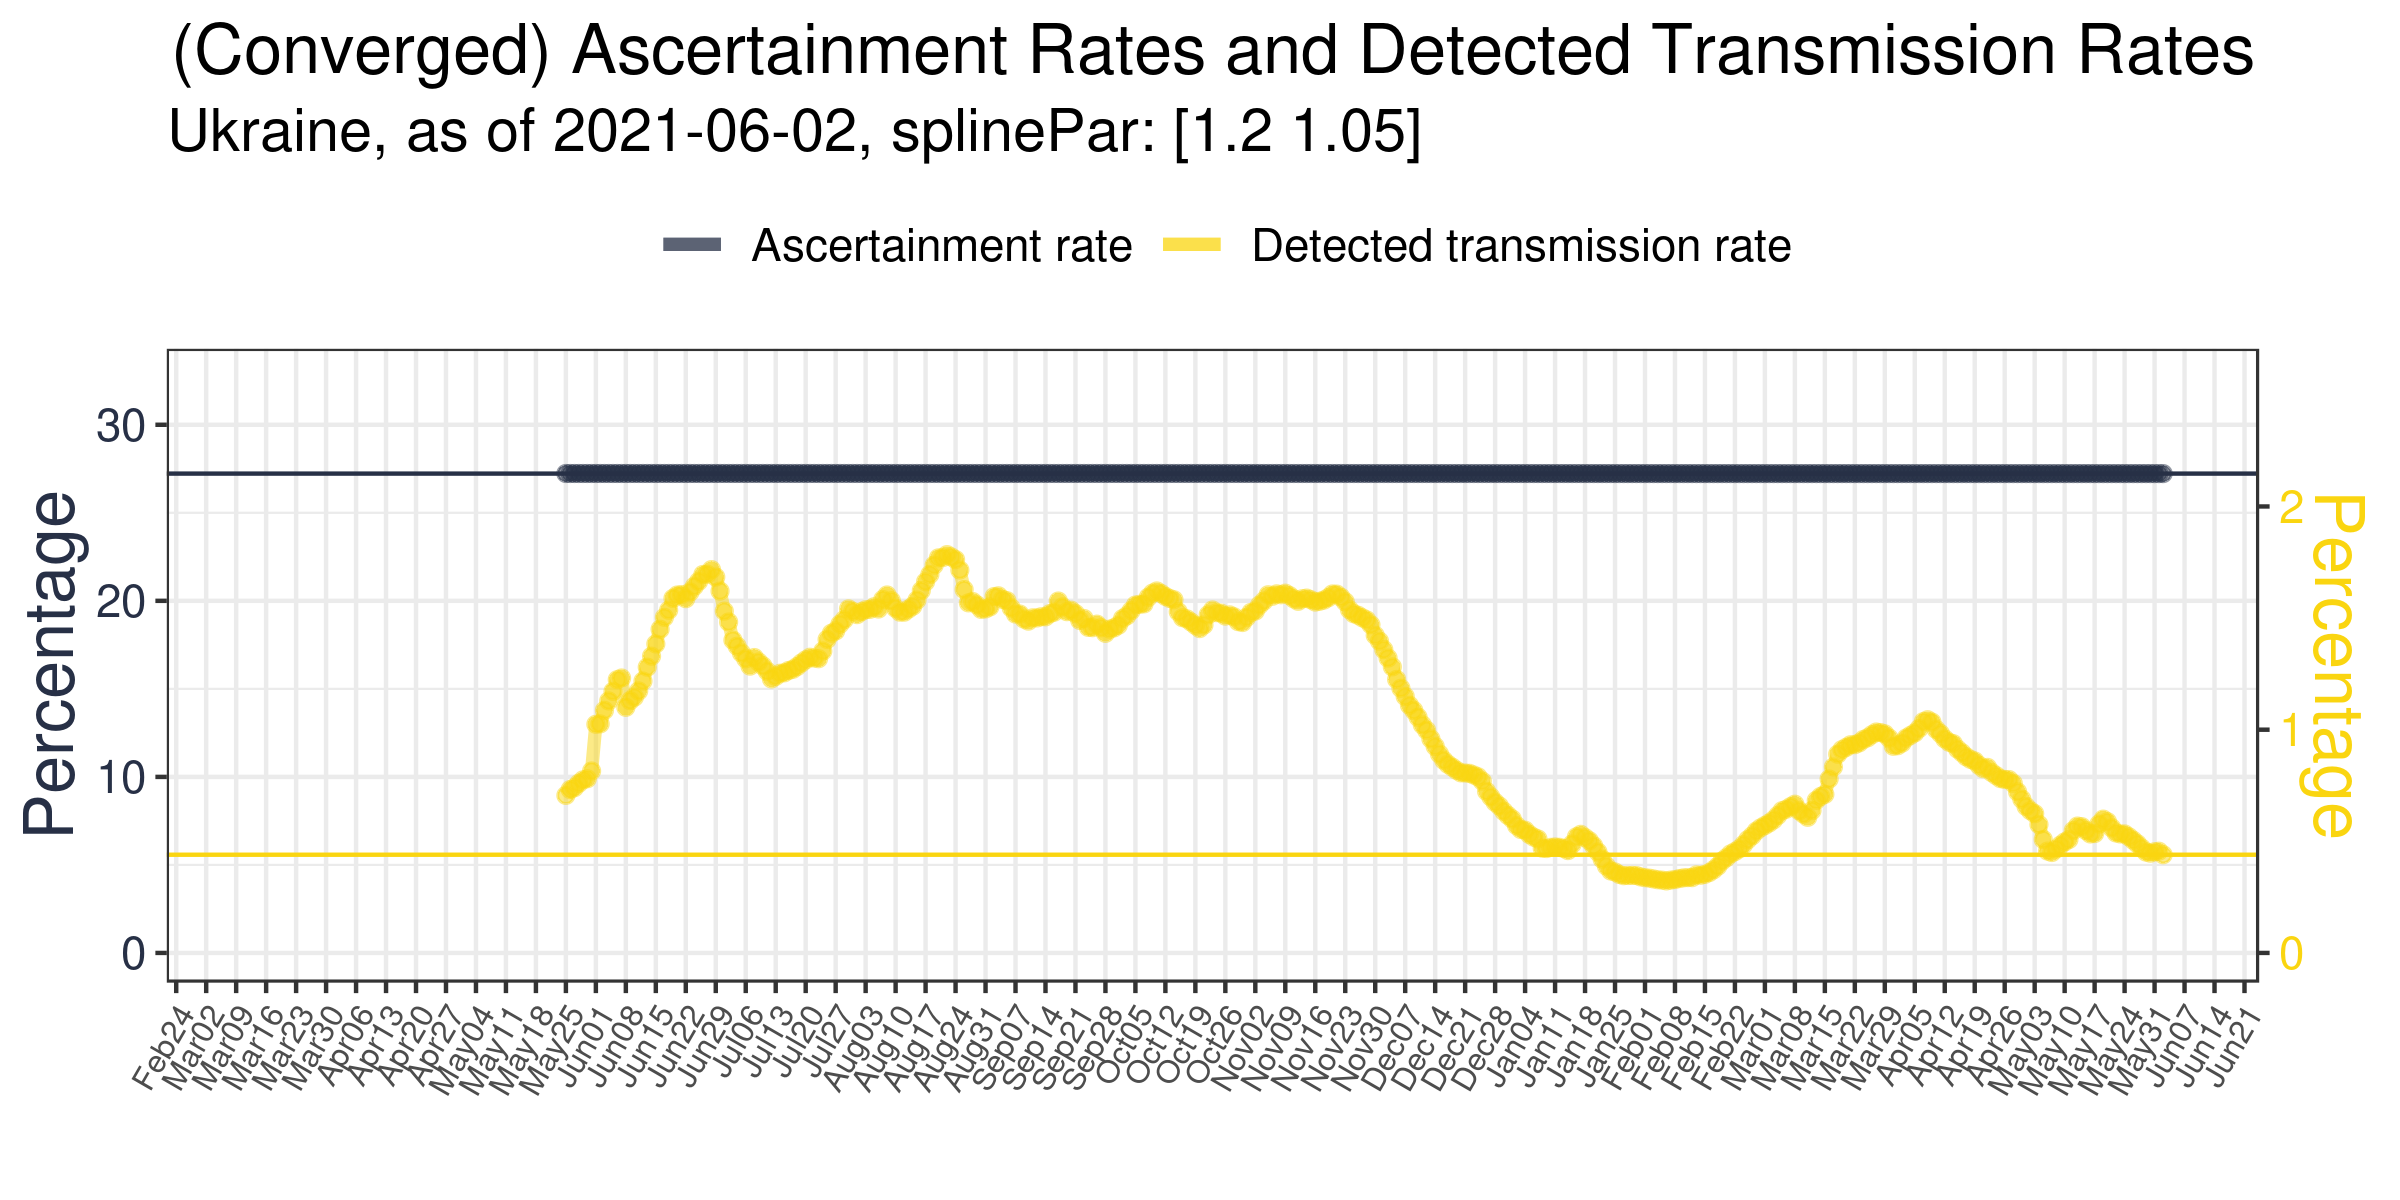 (Converged) Ascertainment Rates and Detected Transmission Rates
Ukraine, as of 2021-06-02, splinePar: [1.2 1.05]
Ascertainment rate
Detected transmission rate
Percentage
30
20
10
0
2
1
0
Percentage
Feb24
Mar02
Mar09
Mar16
Mar23
Mar30
Apr06
Apr13
Apr20
Apr27
May04
May11
May18
May25
Jun01
Jun08
Jun15
Jun22
Jun29
Jul06
Jul13
Jul20
Jul27
Aug03
Aug10
Aug17
Aug24
Aug31
Sep07
Sep14
Sep21
Sep28
Oct05
Oct12
Oct19
Oct26
Nov02
Nov09
Nov16
Nov23
Nov30
Dec07
Dec14
Dec21
Dec28
Jan04
Jan11
Jan18
Jan25
Feb01
Feb08
Feb15
Feb22
Mar01
Mar08
Mar15
Mar22
Mar29
Apr05
Apr12
Apr19
Apr26
May03
May10
May17
May24
May31
Jun07
Jun14
Jun21